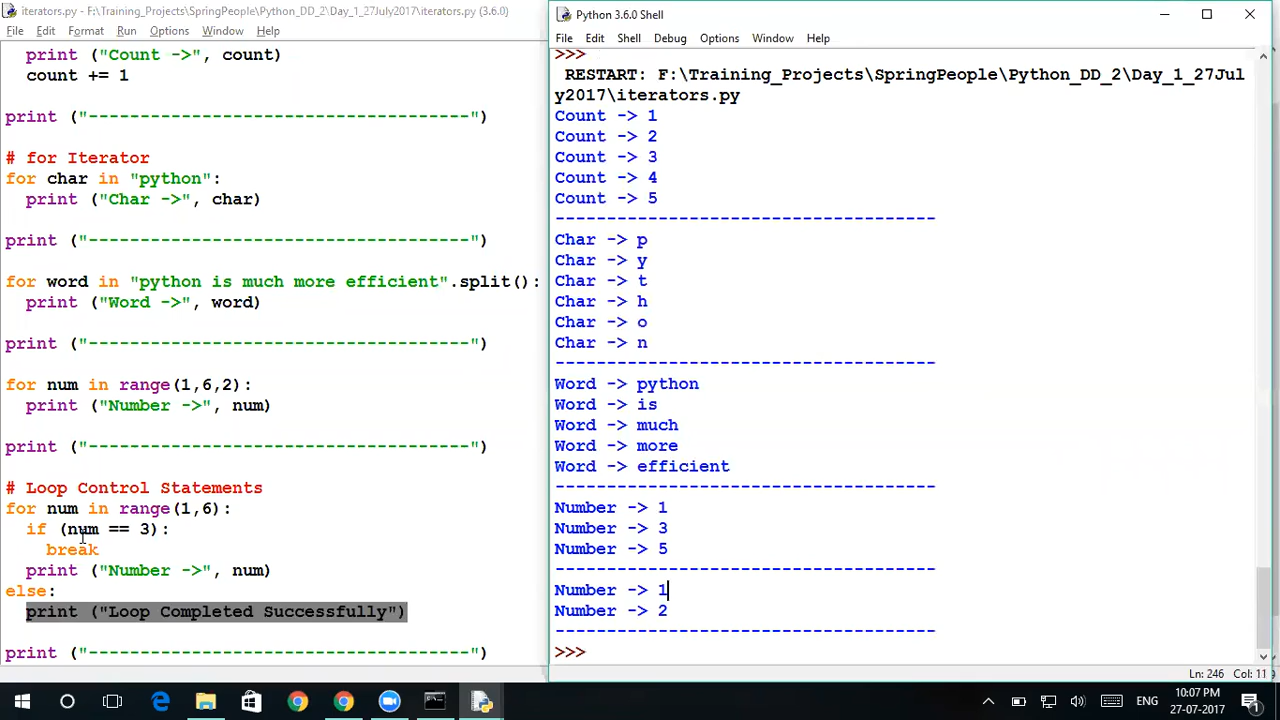 iterators.py - F:\Training_Projects\SpringPeople\Python_DD_2\Day_1_27July2017\iterators.py (3.6.0)
File Edit Format Run Options Window Help
print ("Count ->", count)
count += 1
print ("-------------------------------------")
# for Iterator
for char in "python":
print ("Char ->", char)
print ("-------------------------------------")
for word in "python is much more efficient".split():
print ("Word ->", word)
print ("-------------------------------------")
for num in range(1,6,2):
print ("Number ->", num)
print ("-------------------------------------")
# Loop Control Statements
for num in range(1,6):
if (num == 3):
break
print ("Number ->", num)
else:
print ("Loop Completed Successfully")
print ("-------------------------------------")
Python 3.6.0 Shell
File Edit Shell Debug Options Window Help
>>>
RESTART: F:\Training_Projects\SpringPeople\Python_DD_2\Day_1_27Jul
y2017\iterators.py
Count -> 1
Count -> 2
Count -> 3
Count -> 4
Count -> 5
-------------------------------------
Char -> p
Char -> y
Char -> t
Char -> h
Char -> o
Char -> n
-------------------------------------
Word -> python
Word -> is
Word -> much
Word -> more
Word -> efficient
-------------------------------------
Number -> 1
Number -> 3
Number -> 5
-------------------------------------
Number -> 1
Number -> 2
-------------------------------------
>>>
Ln: 246 Col: 11
ENG
10:07 PM
27-07-2017